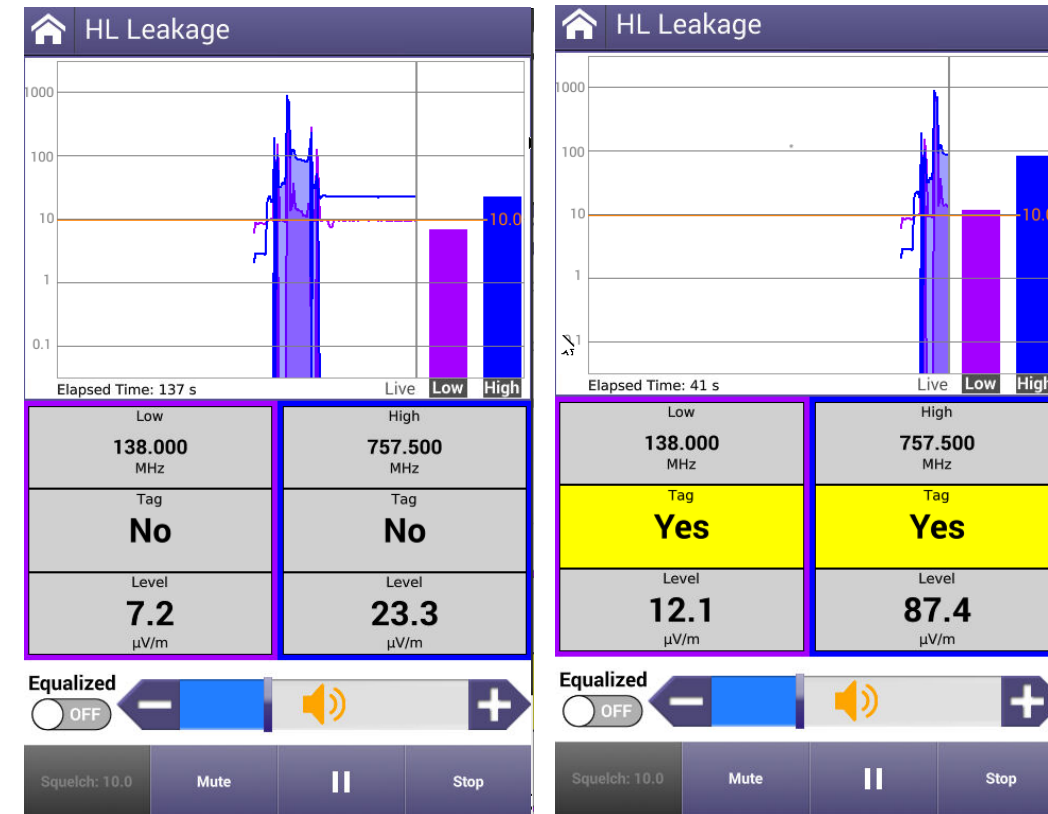 HL Leakage
1000
100
10
1
0.1
10.0
Elapsed Time: 137 s
Live Low High
Low
138.000
MHz
High
757.500
MHz
Tag
No
Tag
No
Level
7.2
µV/m
Level
23.3
µV/m
Equalized
OFF
Squelch: 10.0 Mute Stop
HL Leakage
1000
100
10
1
10.0
Elapsed Time: 41 s
Live Low High
Low
138.000
MHz
High
757.500
MHz
Tag
Yes
Tag
Yes
Level
12.1
µV/m
Level
87.4
µV/m
Equalized
OFF
Squelch: 10.0 Mute Stop